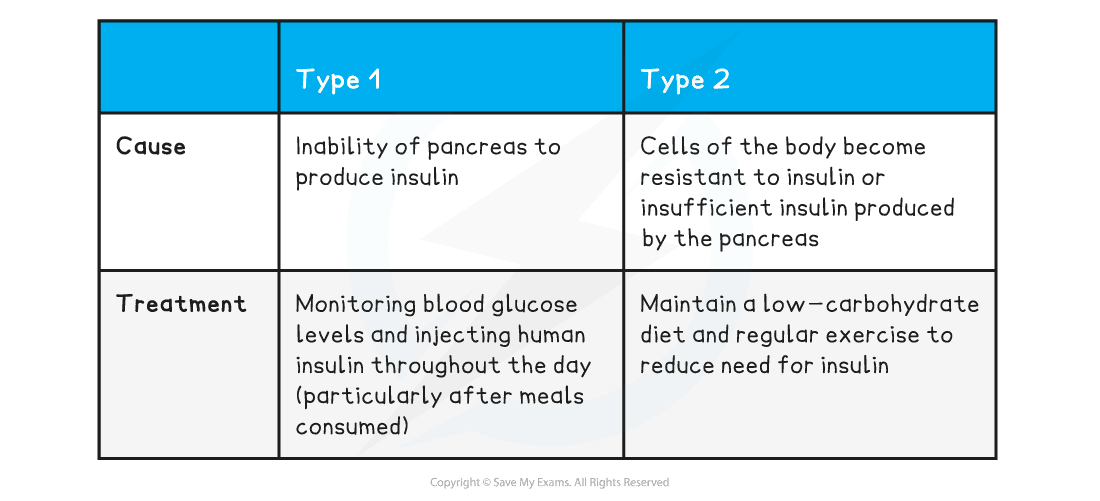 Type 1
Type 2
Cause
Inability of pancreas to
produce insulin
Cells of the body become
resistant to insulin or
insufficient insulin produced
by the pancreas
Treatment
Monitoring blood glucose
levels and injecting human
insulin throughout the day
(particularly after meals
consumed)
Maintain a low–carbohydrate
diet and regular exercise to
reduce need for insulin
Copyright © Save My Exams. All Rights Reserved